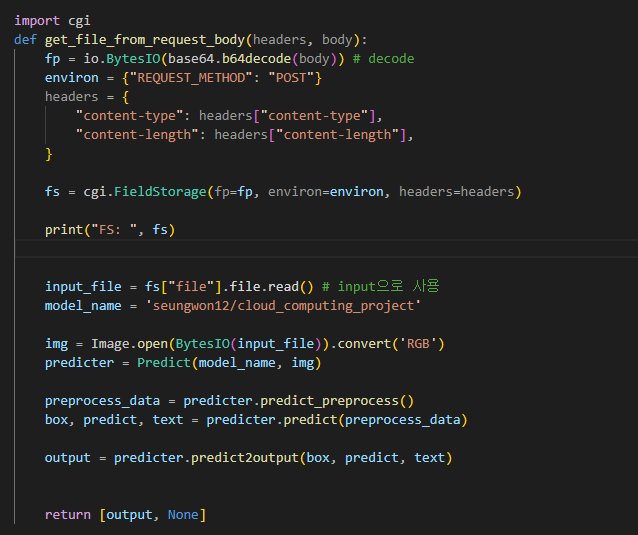 import cgi
def get_file_from_request_body(headers, body):
    fp = io.BytesIO(base64.b64decode(body)) # decode
    environ = {"REQUEST_METHOD": "POST"}
    headers = {
        "content-type": headers["content-type"],
        "content-length": headers["content-length"],
    }
    fs = cgi.FieldStorage(fp=fp, environ=environ, headers=headers)
    print("FS: ", fs)
    input_file = fs["file"].file.read() # input으로 사용
    model_name = 'seungwon12/cloud_computing_project'
    img = Image.open(BytesIO(input_file)).convert('RGB')
    predicter = Predict(model_name, img)
    preprocess_data = predicter.predict_preprocess()
    box, predict, text = predicter.predict(preprocess_data)
    output = predicter.predict2output(box, predict, text)
    return [output, None]